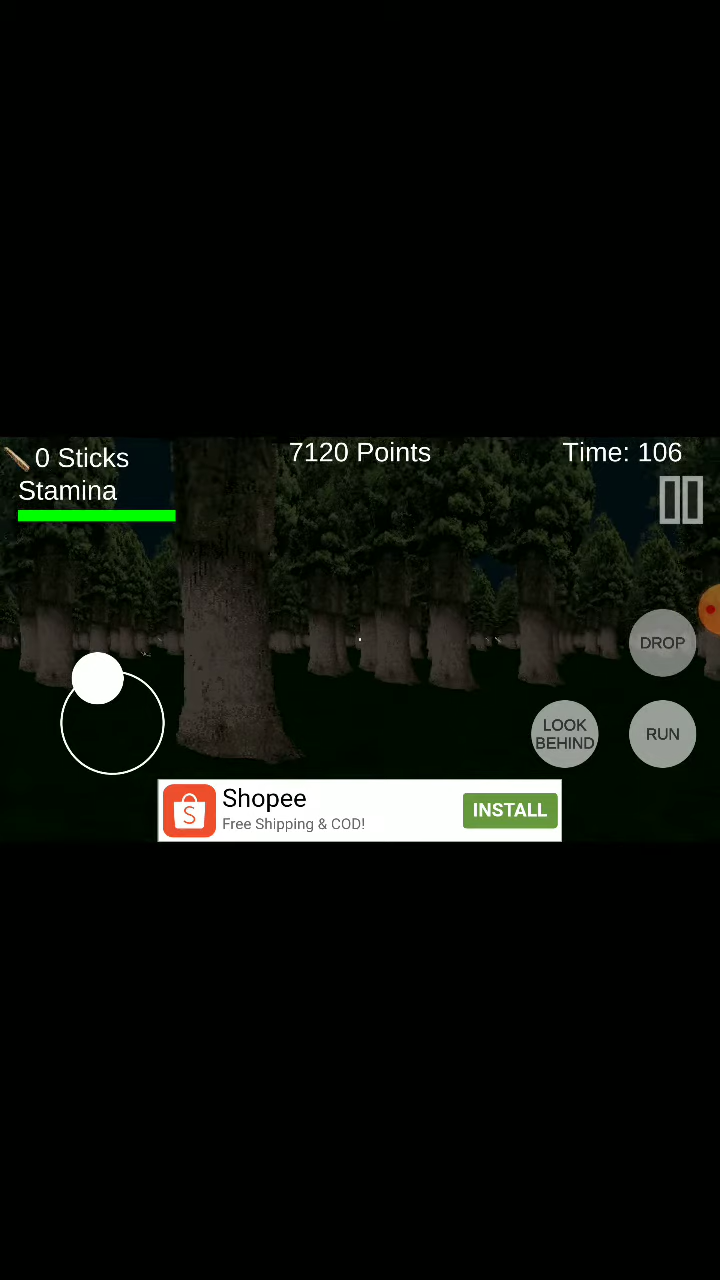 0 Sticks
7120 Points
Time: 106
Stamina
DROP
LOOK
BEHIND
RUN
Shopee
Free Shipping & COD!
INSTALL